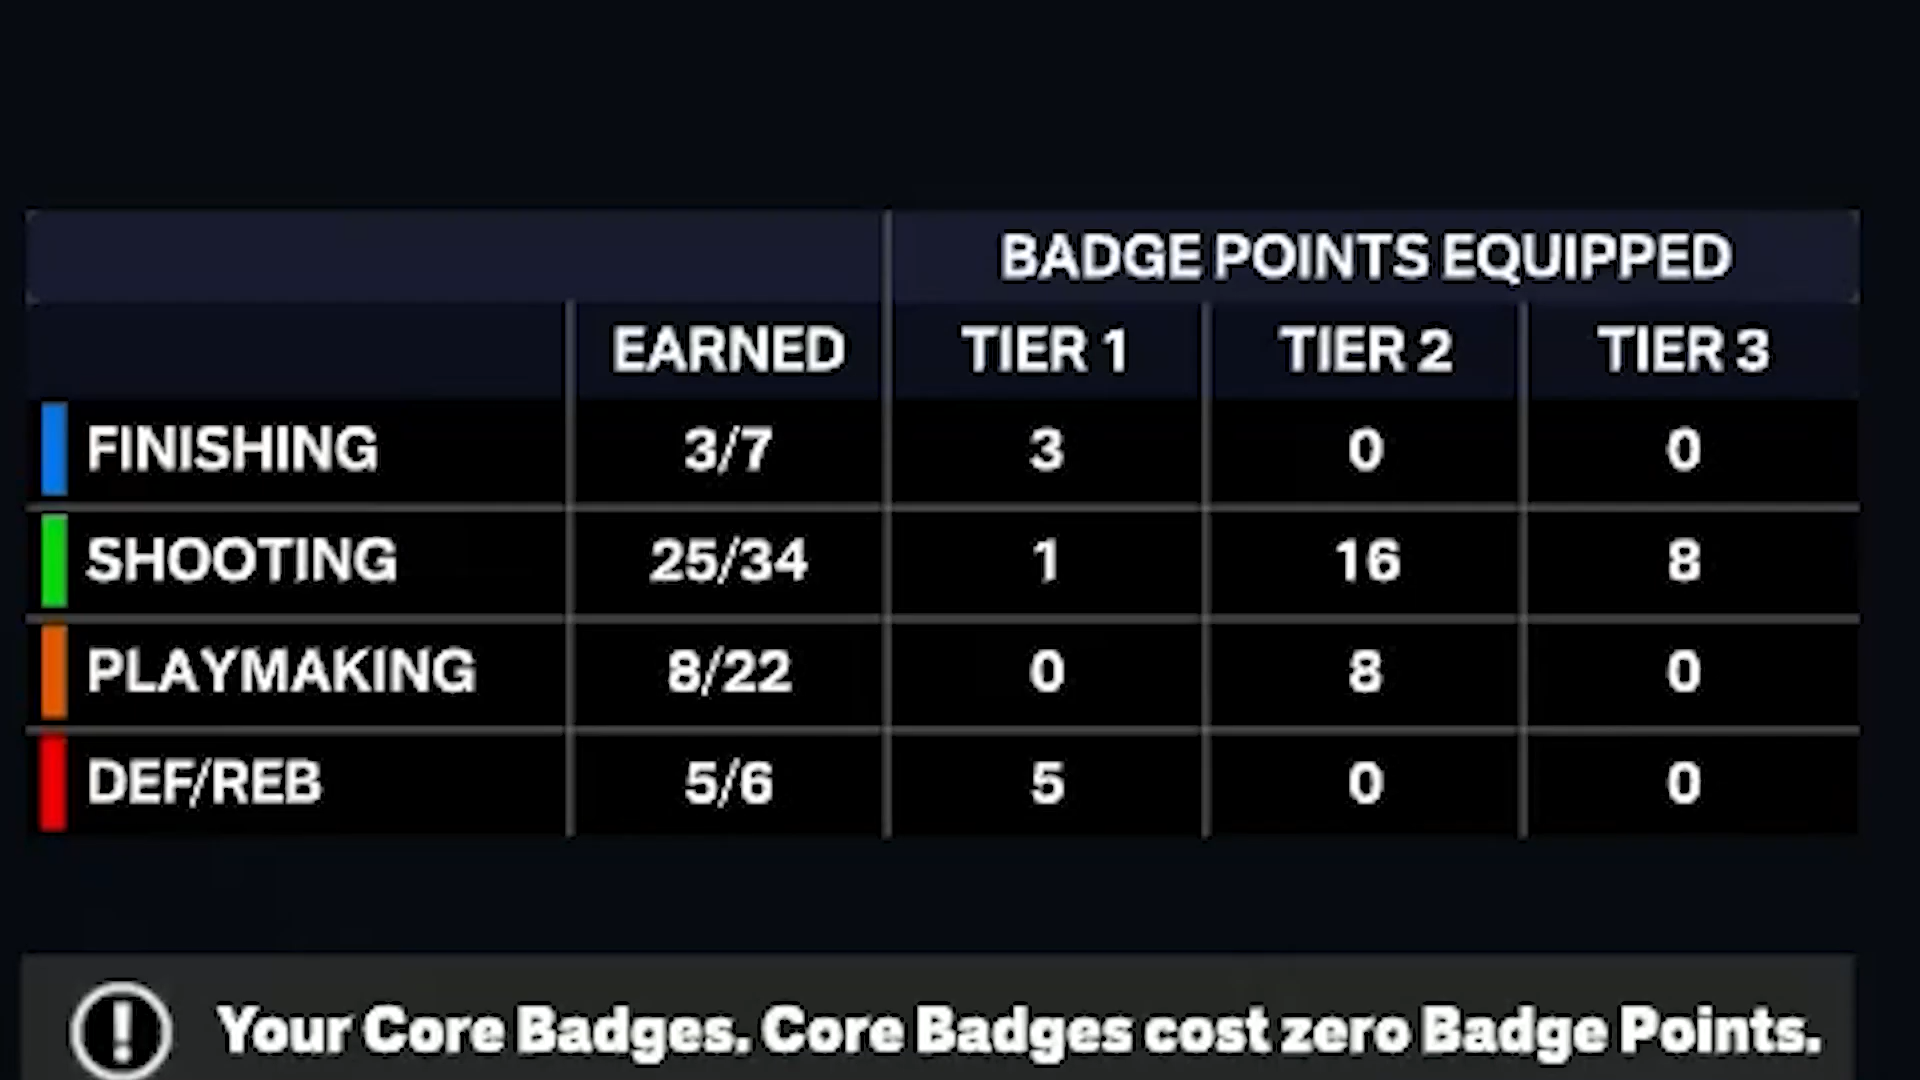 BADGE POINTS EQUIPPED
EARNED TIER 1 TIER 2 TIER 3
FINISHING 3/7 3 0 0
SHOOTING 25/34 1 16 8
PLAYMAKING 8/22 0 8 0
DEF/REB 5/6 5 0 0
! Your Core Badges. Core Badges cost zero Badge Points.